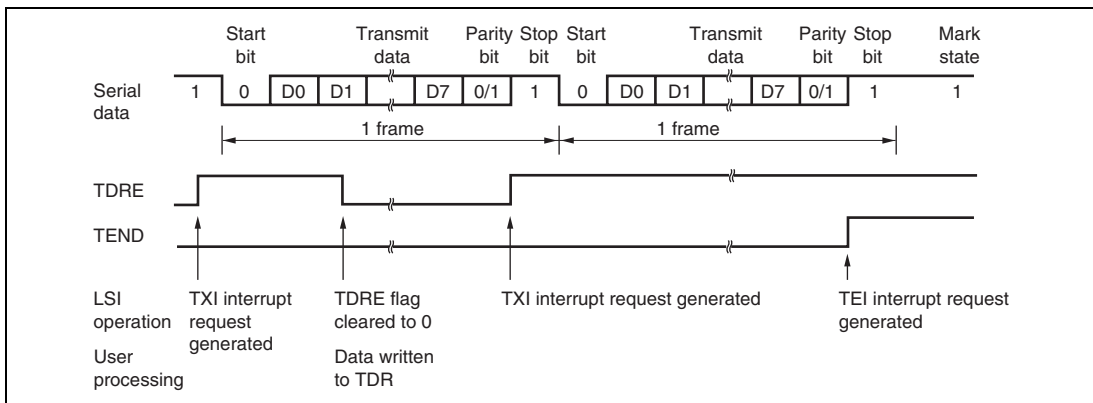 Start bit Transmit data Parity bit Stop bit Start bit Transmit data Parity bit Stop bit Mark state
Serial data 1 0 D0 D1 D7 0/1 1 0 D0 D1 D7 0/1 1 1
1 frame 1 frame
TDRE
TEND
LSI operation TXI interrupt request generated TDRE flag cleared to 0 TXI interrupt request generated TEI interrupt request generated
User processing Data written to TDR